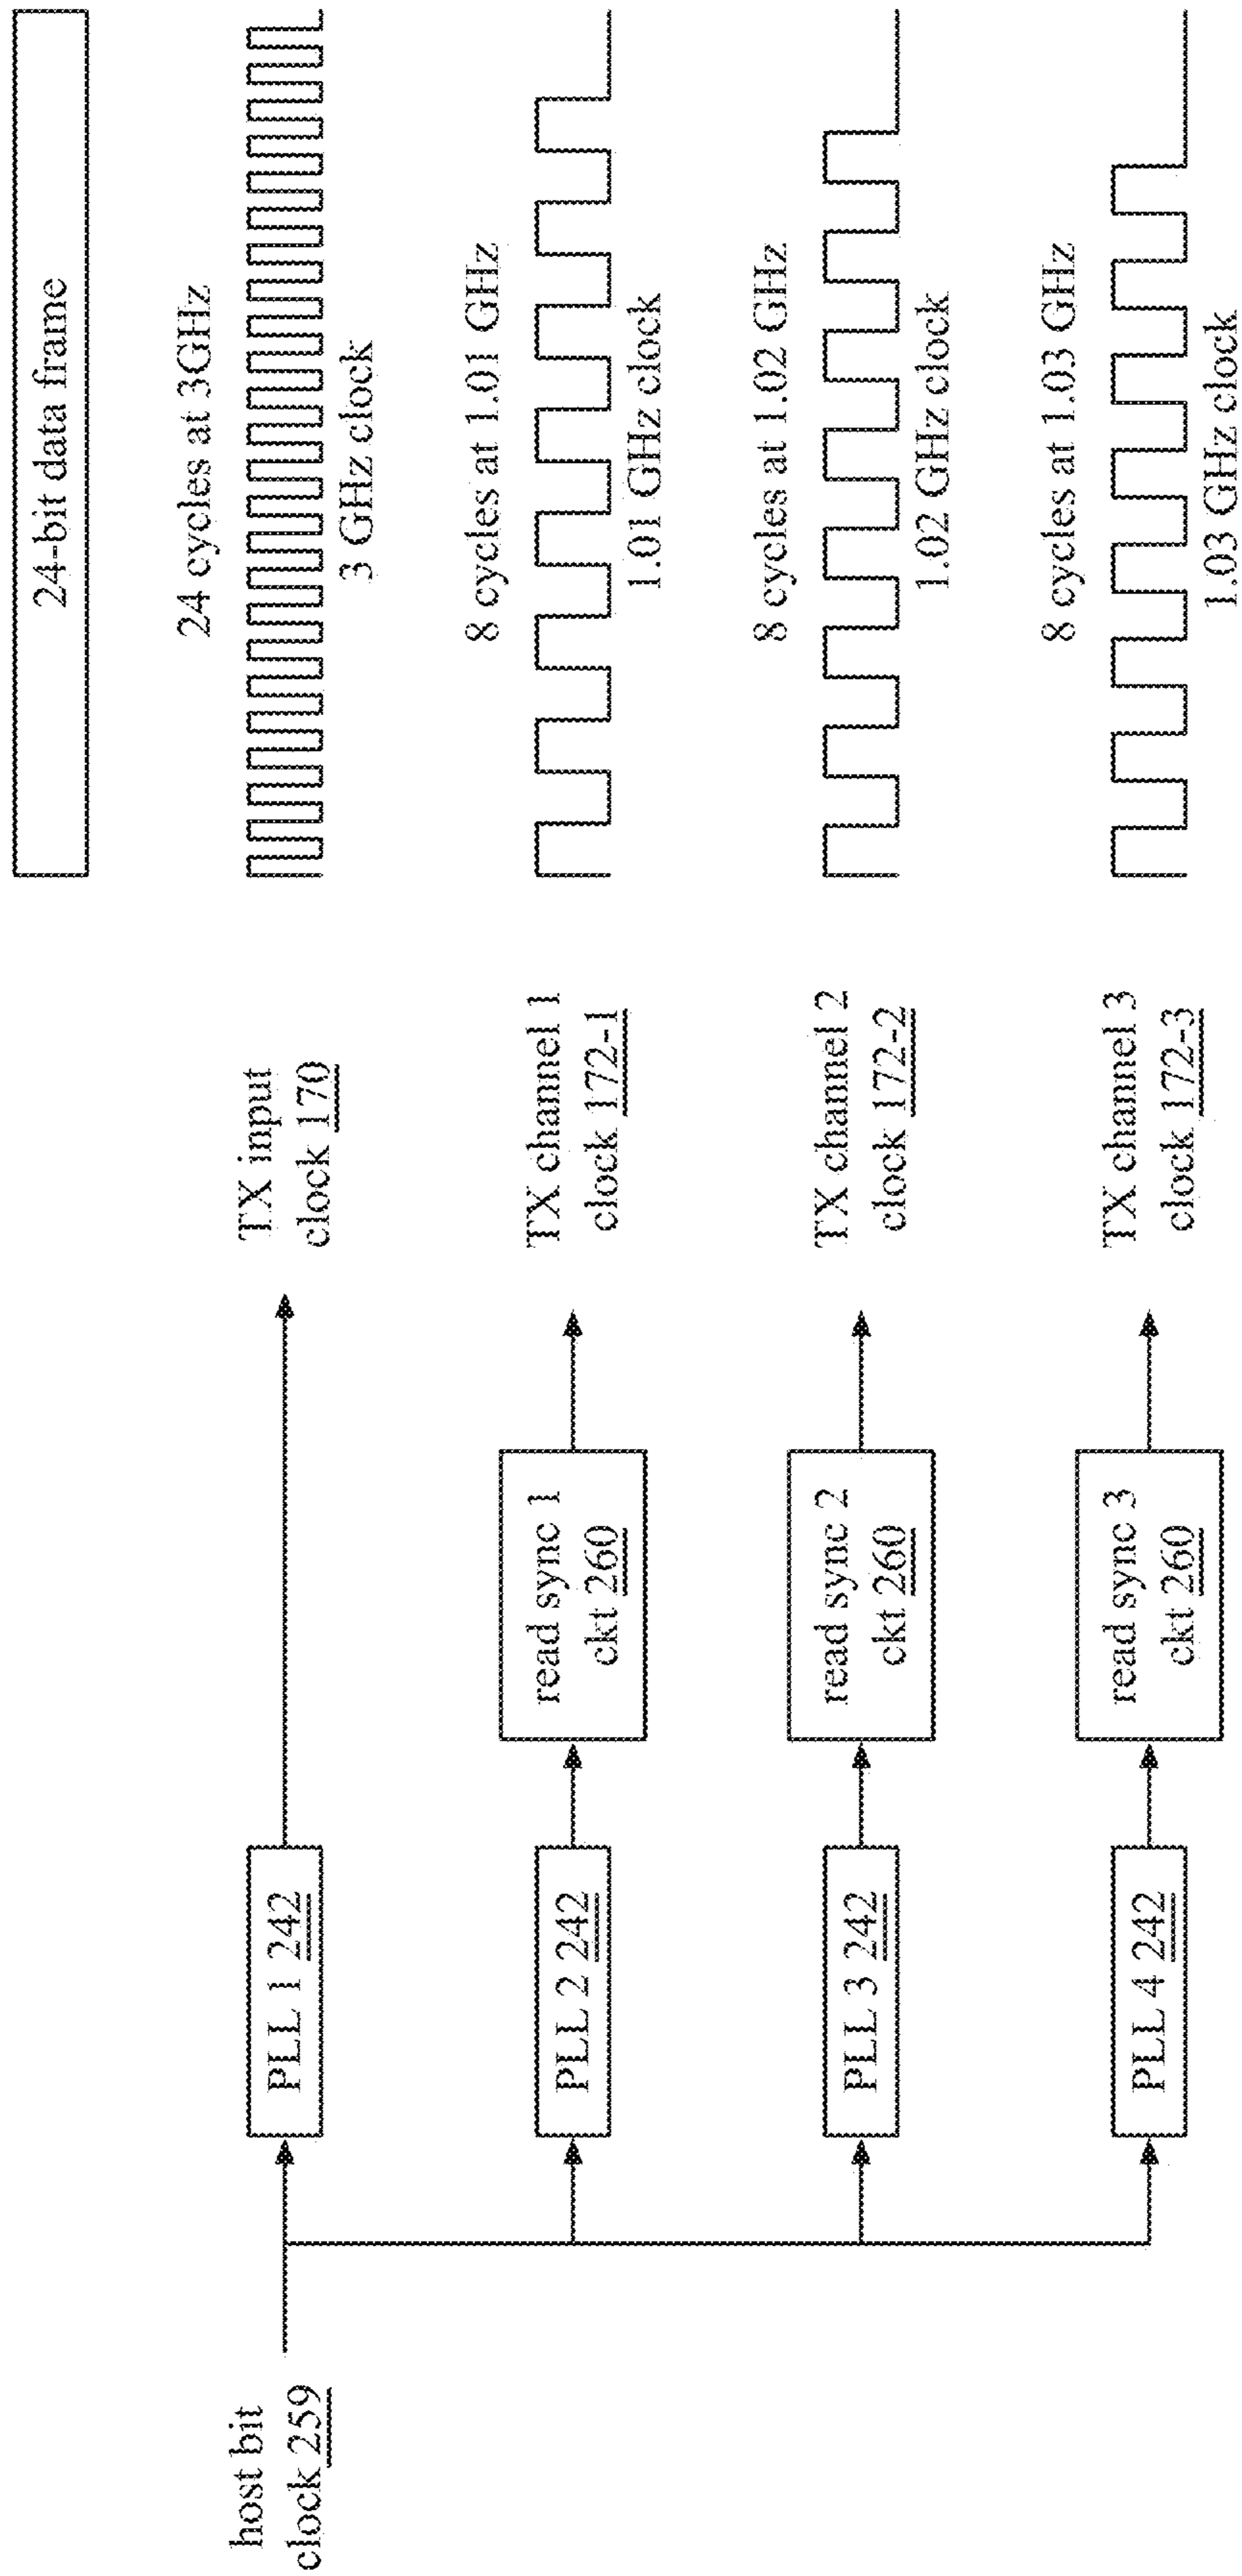 24-bit data frame
host bit
clock 259
PLL 1 242
TX input
clock 170
24 cycles at 3GHz
3 GHz clock
PLL 2 242
read sync 1
ckt 260
TX channel 1
clock 172-1
8 cycles at 1.01 GHz
1.01 GHz clock
PLL 3 242
read sync 2
ckt 260
TX channel 2
clock 172-2
8 cycles at 1.02 GHz
1.02 GHz clock
PLL 4 242
read sync 3
ckt 260
TX channel 3
clock 172-3
8 cycles at 1.03 GHz
1.03 GHz clock